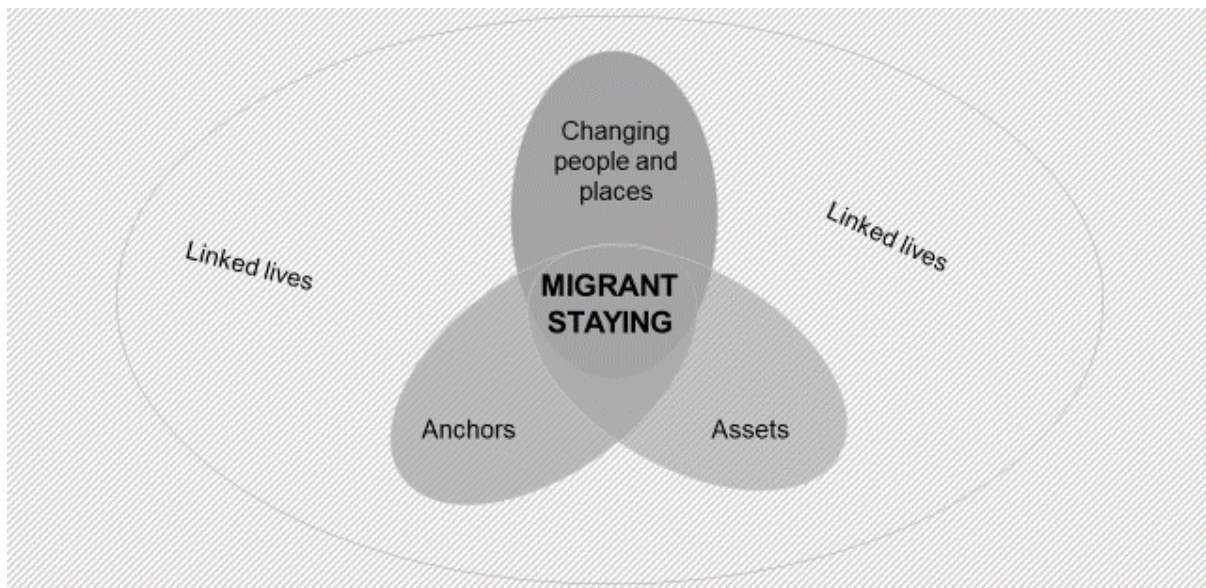 Changing
people and
places
Linked lives
Linked lives
MIGRANT
STAYING
Anchors
Assets